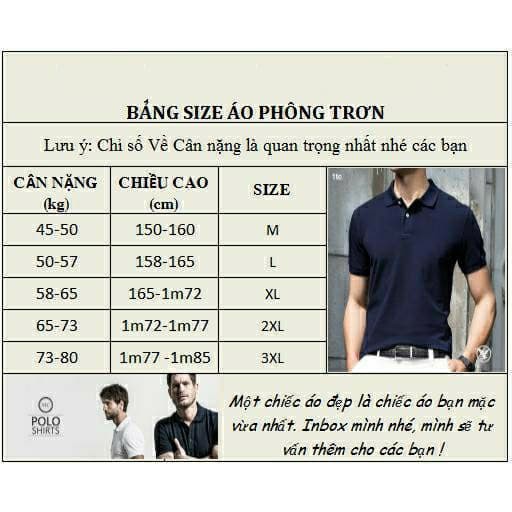 BẢNG SIZE ÁO PHÔNG TRƠN
Lưu ý: Chỉ số Về Cân nặng là quan trọng nhất nhé các bạn
CÂN NẶNG (kg) CHIỀU CAO (cm) SIZE
45-50 150-160 M
50-57 158-165 L
58-65 165-1m72 XL
65-73 1m72-1m77 2XL
73-80 1m77 -1m85 3XL
POLO
SHIRTS
Một chiếc áo đẹp là chiếc áo bạn mặc
vừa nhất. Inbox mình nhé, mình sẽ tư
vấn thêm cho các bạn !